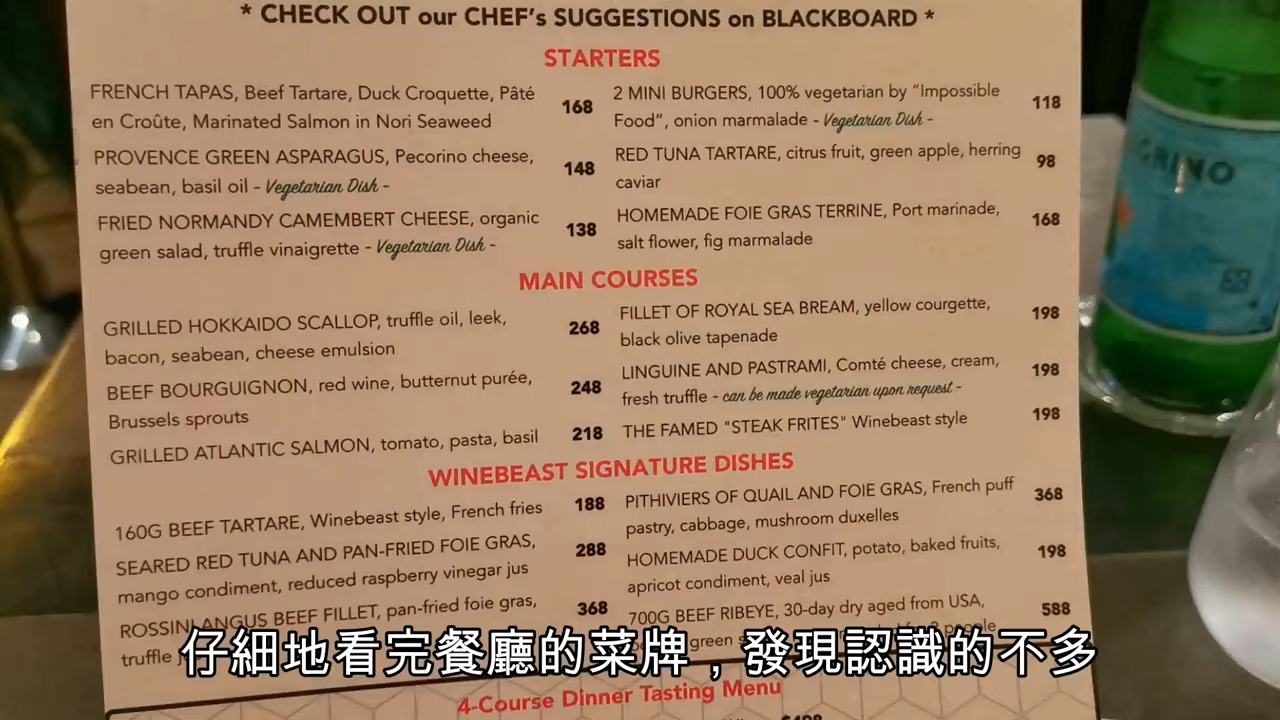 * CHECK OUT our CHEF's SUGGESTIONS on BLACKBOARD *
STARTERS
FRENCH TAPAS, Beef Tartare, Duck Croquette, Pâté
en Croûte, Marinated Salmon in Nori Seaweed
168
PROVENCE GREEN ASPARAGUS, Pecorino cheese,
seabean, basil oil - Vegetarian Dish -
148
FRIED NORMANDY CAMEMBERT CHEESE, organic
green salad, truffle vinaigrette - Vegetarian Dish -
138
2 MINI BURGERS, 100% vegetarian by "Impossible
Food", onion marmalade - Vegetarian Dish -
118
RED TUNA TARTARE, citrus fruit, green apple, herring
caviar
98
HOMEMADE FOIE GRAS TERRINE, Port marinade,
salt flower, fig marmalade
168
MAIN COURSES
GRILLED HOKKAIDO SCALLOP, truffle oil, leek,
bacon, seabean, cheese emulsion
268
BEEF BOURGUIGNON, red wine, butternut purée,
Brussels sprouts
248
GRILLED ATLANTIC SALMON, tomato, pasta, basil
218
FILLET OF ROYAL SEA BREAM, yellow courgette,
black olive tapenade
198
LINGUINE AND PASTRAMI, Comté cheese, cream,
fresh truffle - can be made vegetarian upon request -
198
THE FAMED "STEAK FRITES" Winebeast style
198
WINEBEAST SIGNATURE DISHES
160G BEEF TARTARE, Winebeast style, French fries
188
SEARED RED TUNA AND PAN-FRIED FOIE GRAS,
mango condiment, reduced raspberry vinegar jus
288
ROSSINI ANGUS BEEF FILLET, pan-fried foie gras,
truffle
368
PITHIVIERS OF QUAIL AND FOIE GRAS, French puff
pastry, cabbage, mushroom duxelles
368
HOMEMADE DUCK CONFIT, potato, baked fruits,
apricot condiment, veal jus
198
700G BEEF RIBEYE, 30-day dry aged from USA,
green
588
仔細地看完餐廳的菜牌，發現認識的不多
4-Course Dinner Tasting Menu